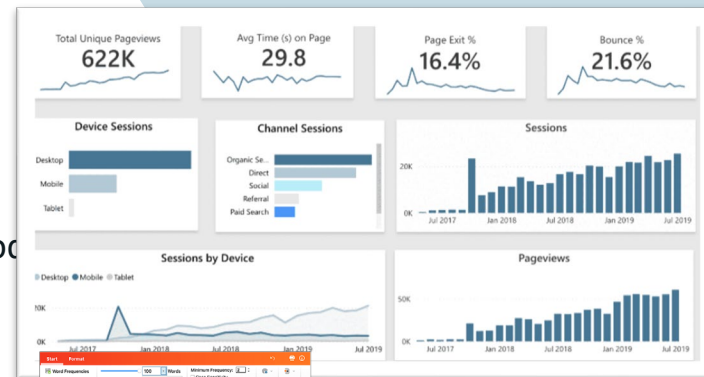 Total Unique Pageviews
622K
Avg Time (s) on Page
29.8
Page Exit %
16.4%
Bounce %
21.6%
Device Sessions
Desktop
Mobile
Tablet
Channel Sessions
Organic Se...
Direct
Social
Referral
Paid Search
Sessions
20K
0K
Jul 2017 Jan 2018 Jul 2018 Jan 2019 Jul 2019
Sessions by Device
Desktop Mobile Tablet
10K
Jul 2017 Jan 2018 Jul 2018 Jan 2019 Jul 2019
Pageviews
50K
0K
Jul 2017 Jan 2018 Jul 2018 Jan 2019 Jul 2019
Start Format
Word Frequencies 100 Words Minimum Frequency: